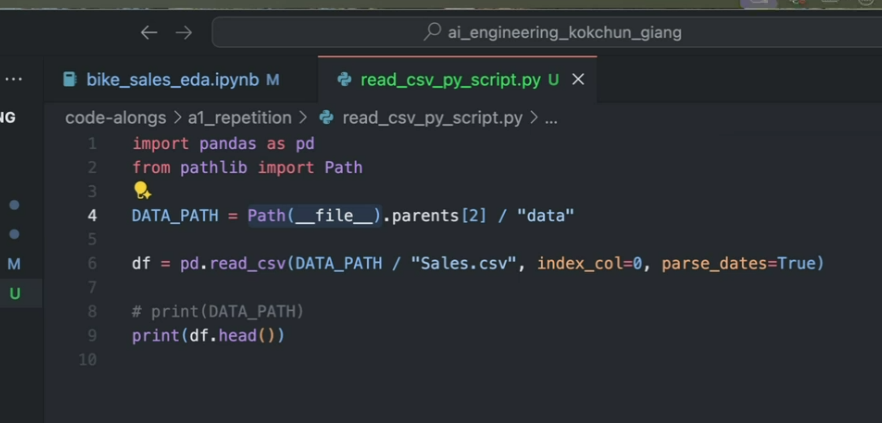 ai_engineering_kokchun_giang
...
bike_sales_eda.ipynb M
read_csv_py_script.py U
code-alongs > a1_repetition > read_csv_py_script.py > ...
1 import pandas as pd
2 from pathlib import Path
3
4 DATA_PATH = Path(__file__).parents[2] / "data"
5
6 df = pd.read_csv(DATA_PATH / "Sales.csv", index_col=0, parse_dates=True)
7
8 # print(DATA_PATH)
9 print(df.head())
10
NG
M
U